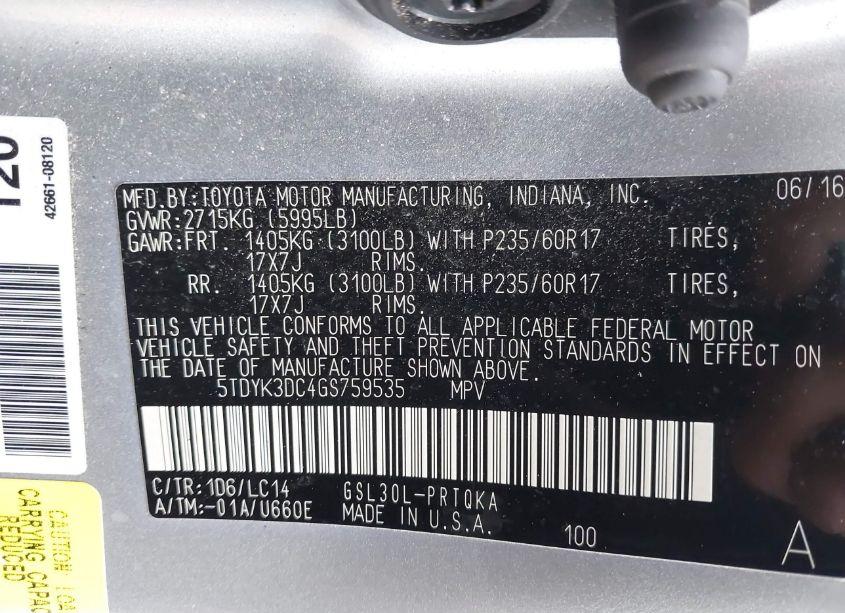 120
42661-08120
MFD.BY:TOYOTA MOTOR MANUFACTURING, INDIANA, INC. 06/16
GVWR:2715KG (5995LB)
GAWR:FRT. 1405KG (3100LB) WITH P235/60R17 TIRES,
17X7J RIMS.
RR. 1405KG (3100LB) WITH P235/60R17 TIRES,
17X7J RIMS.
THIS VEHICLE CONFORMS TO ALL APPLICABLE FEDERAL MOTOR
VEHICLE SAFETY AND THEFT PREVENTION STANDARDS IN EFFECT ON
THE DATE OF MANUFACTURE SHOWN ABOVE.
5TDYK3DC4GS759535 MPV
C/TR:1D6/LC14 GSL30L-PRTQKA
A/TM:-01A/U660E MADE IN U.S.A. 100 A
CAUTION
CARRYING
REDUCED